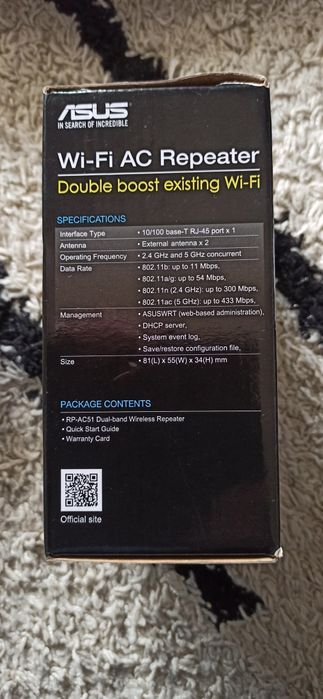 ASUS
IN SEARCH OF INCREDIBLE
Wi-Fi AC Repeater
Double boost existing Wi-Fi
SPECIFICATIONS
Interface Type • 10/100 base-T RJ-45 port x 1
Antenna • External antenna x 2
Operating Frequency • 2.4 GHz and 5 GHz concurrent
Data Rate • 802.11b: up to 11 Mbps,
• 802.11a/g: up to 54 Mbps,
• 802.11n (2.4 GHz): up to 300 Mbps,
• 802.11ac (5 GHz): up to 433 Mbps,
Management • ASUSWRT (web-based administration),
• DHCP server,
• System event log,
• Save/restore configuration file,
Size • 81(L) x 55(W) x 34(H) mm
PACKAGE CONTENTS
• RP-AC51 Dual-band Wireless Repeater
• Quick Start Guide
• Warranty Card
Official site